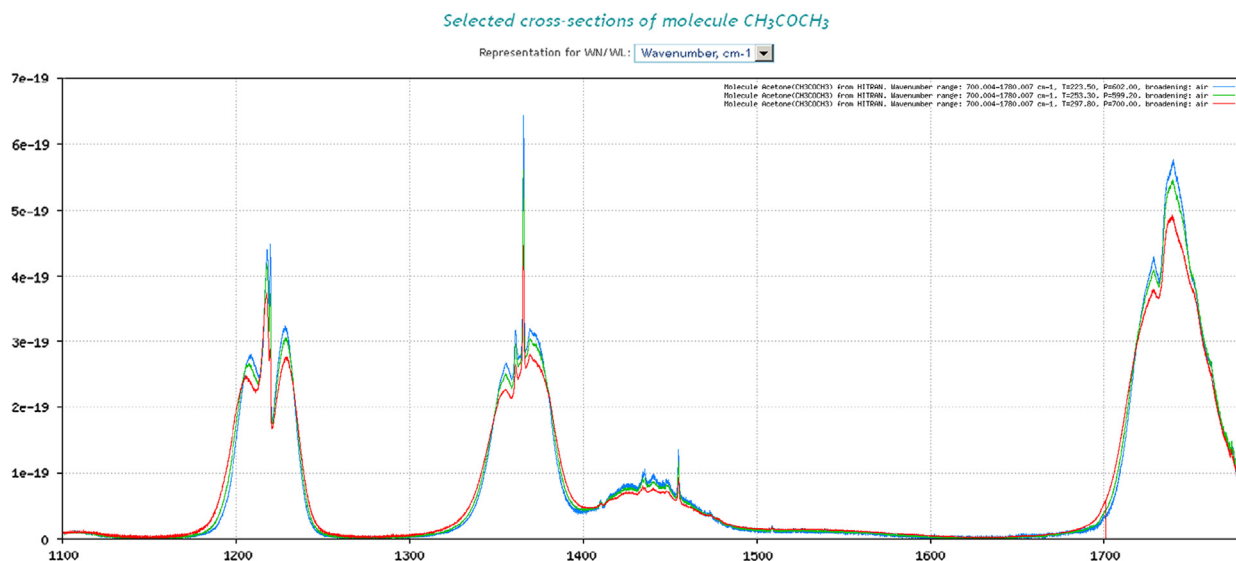 Selected cross-sections of molecule CH₃COCH₃
Representation for WN/WL: Wavenumber, cm-1
7e-19
Molecule Acetone(CH3COCH3) from HITRAN. Wavenumber range: 700.004-1780.007 cm-1, T=223.50, P=602.00, broadening: air
Molecule Acetone(CH3COCH3) from HITRAN. Wavenumber range: 700.004-1780.007 cm-1, T=253.30, P=599.20, broadening: air
Molecule Acetone(CH3COCH3) from HITRAN. Wavenumber range: 700.004-1780.007 cm-1, T=297.80, P=700.00, broadening: air
6e-19
5e-19
4e-19
3e-19
2e-19
1e-19
0
1100 1200 1300 1400 1500 1600 1700